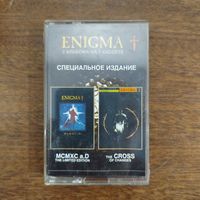 ENIGMA
2 АЛЬБОМА НА 1 КАССЕТЕ
СПЕЦИАЛЬНОЕ ИЗДАНИЕ
ENIGMA
MCMXC a.D
THE LIMITED EDITION
THE CROSS
OF CHANGES